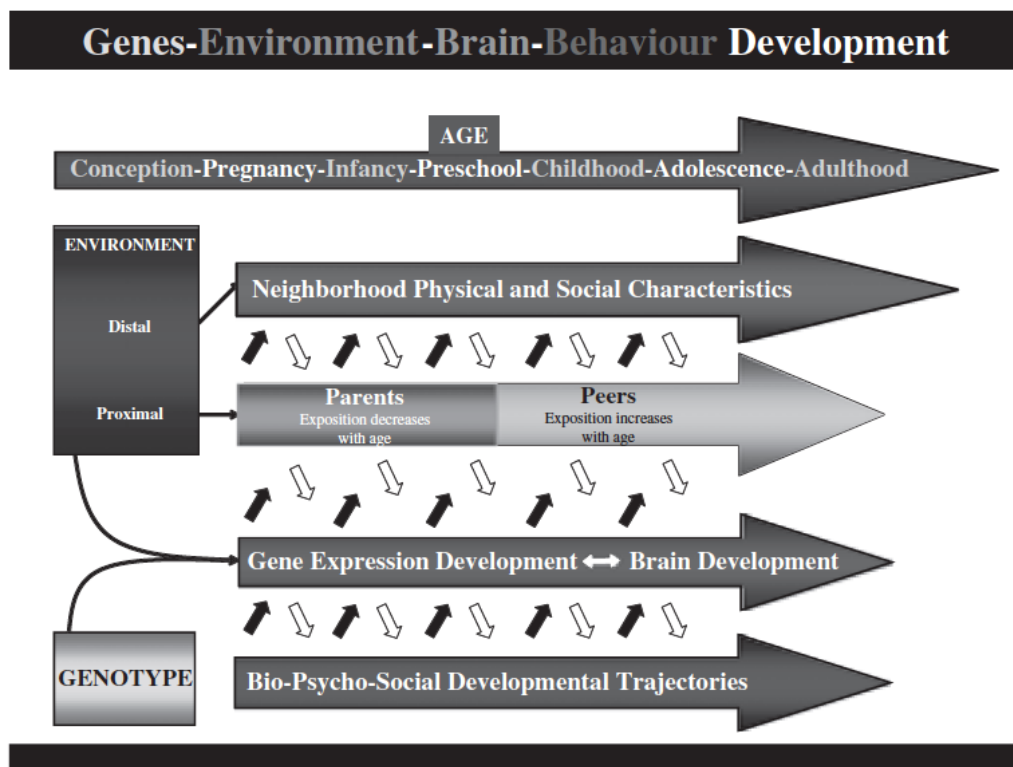 Genes-Environment-Brain-Behaviour Development
AGE
Conception-Pregnancy-Infancy-Preschool-Childhood-Adolescence-Adulthood
ENVIRONMENT
Distal
Proximal
Neighborhood Physical and Social Characteristics
Parents
Exposition decreases
with age
Peers
Exposition increases
with age
Gene Expression Development ⟷ Brain Development
GENOTYPE
Bio-Psycho-Social Developmental Trajectories